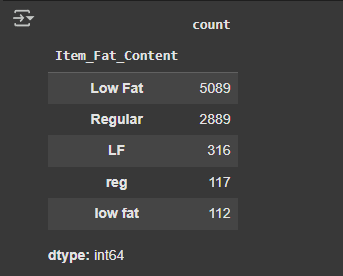 count
Item_Fat_Content
Low Fat 5089
Regular 2889
LF 316
reg 117
low fat 112
dtype: int64